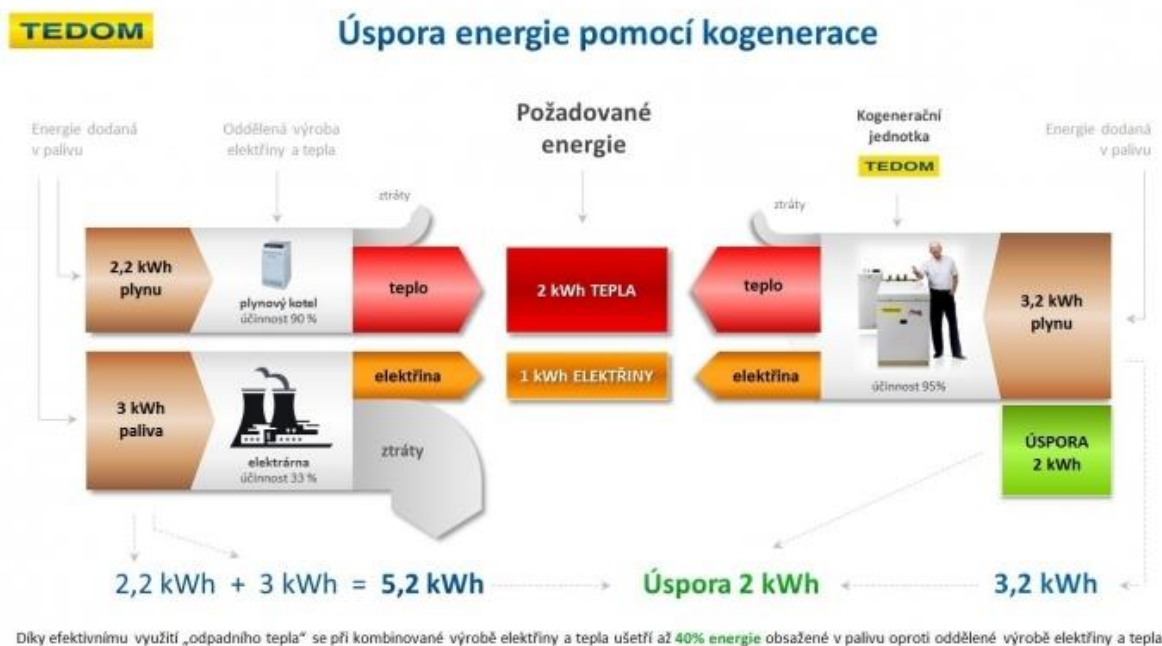 TEDOM
Úspora energie pomocí kogenerace
Energie dodaná
v palivu
Oddělená výroba
elektřiny a tepla
Požadované
energie
Kogenerační
jednotka
TEDOM
Energie dodaná
v palivu
ztráty
ztráty
2,2 kWh
plynu
plynový kotel
účinnost 90 %
teplo
2 kWh TEPLA
teplo
3,2 kWh
plynu
3 kWh
paliva
elektrárna
účinnost 33 %
elektřina
1 kWh ELEKTŘINY
elektřina
účinnost 95%
ztráty
ÚSPORA
2 kWh
2,2 kWh + 3 kWh = 5,2 kWh
Úspora 2 kWh
3,2 kWh
Díky efektivnímu využití „odpadního tepla“ se při kombinované výrobě elektřiny a tepla ušetří až 40% energie obsažené v palivu oproti oddělené výrobě elektřiny a tepla